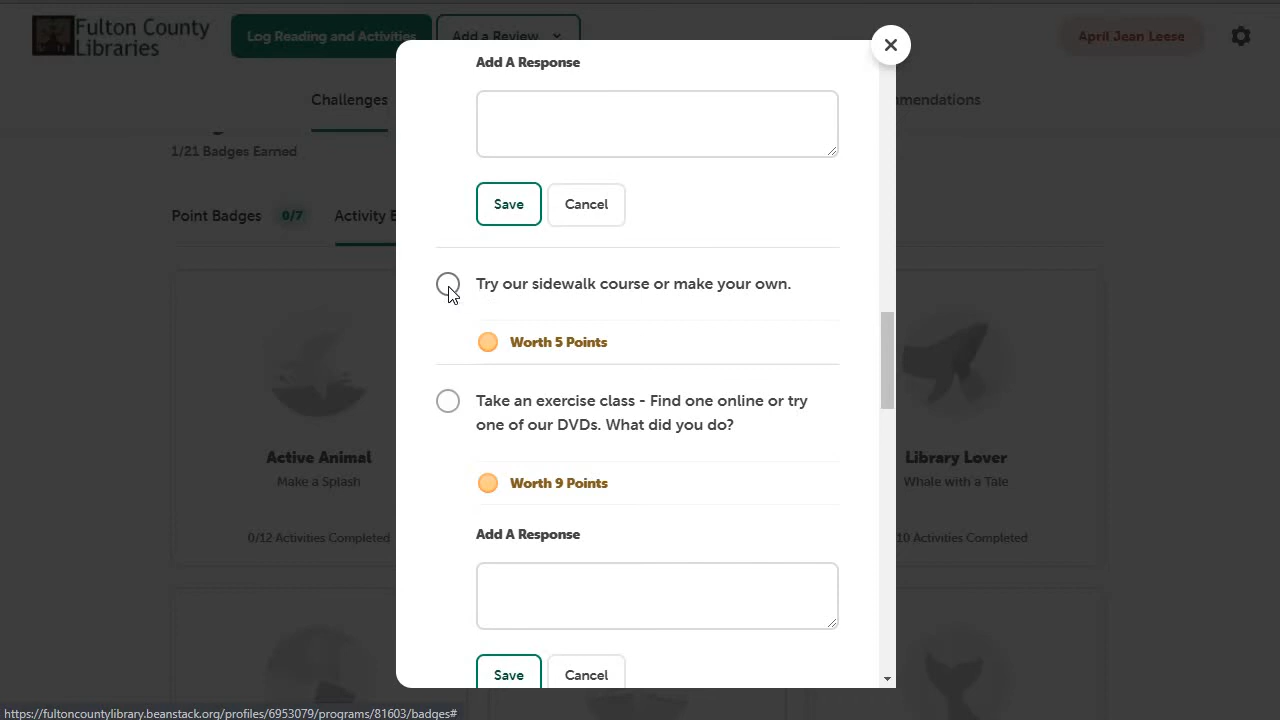 Fulton County
Libraries
Log Reading and Activities
Add a Review
April Jean Leese
Challenges
1/21 Badges Earned
Point Badges 0/7
Activity
Active Animal
Make a Splash
0/12 Activities Completed
Library Lover
Whale with a Tale
10 Activities Completed
Add A Response
Save
Cancel
Try our sidewalk course or make your own.
Worth 5 Points
Take an exercise class - Find one online or try
one of our DVDs. What did you do?
Worth 9 Points
Add A Response
Save
Cancel
https://fultoncountylibrary.beanstack.org/profiles/6953079/programs/81603/badges#